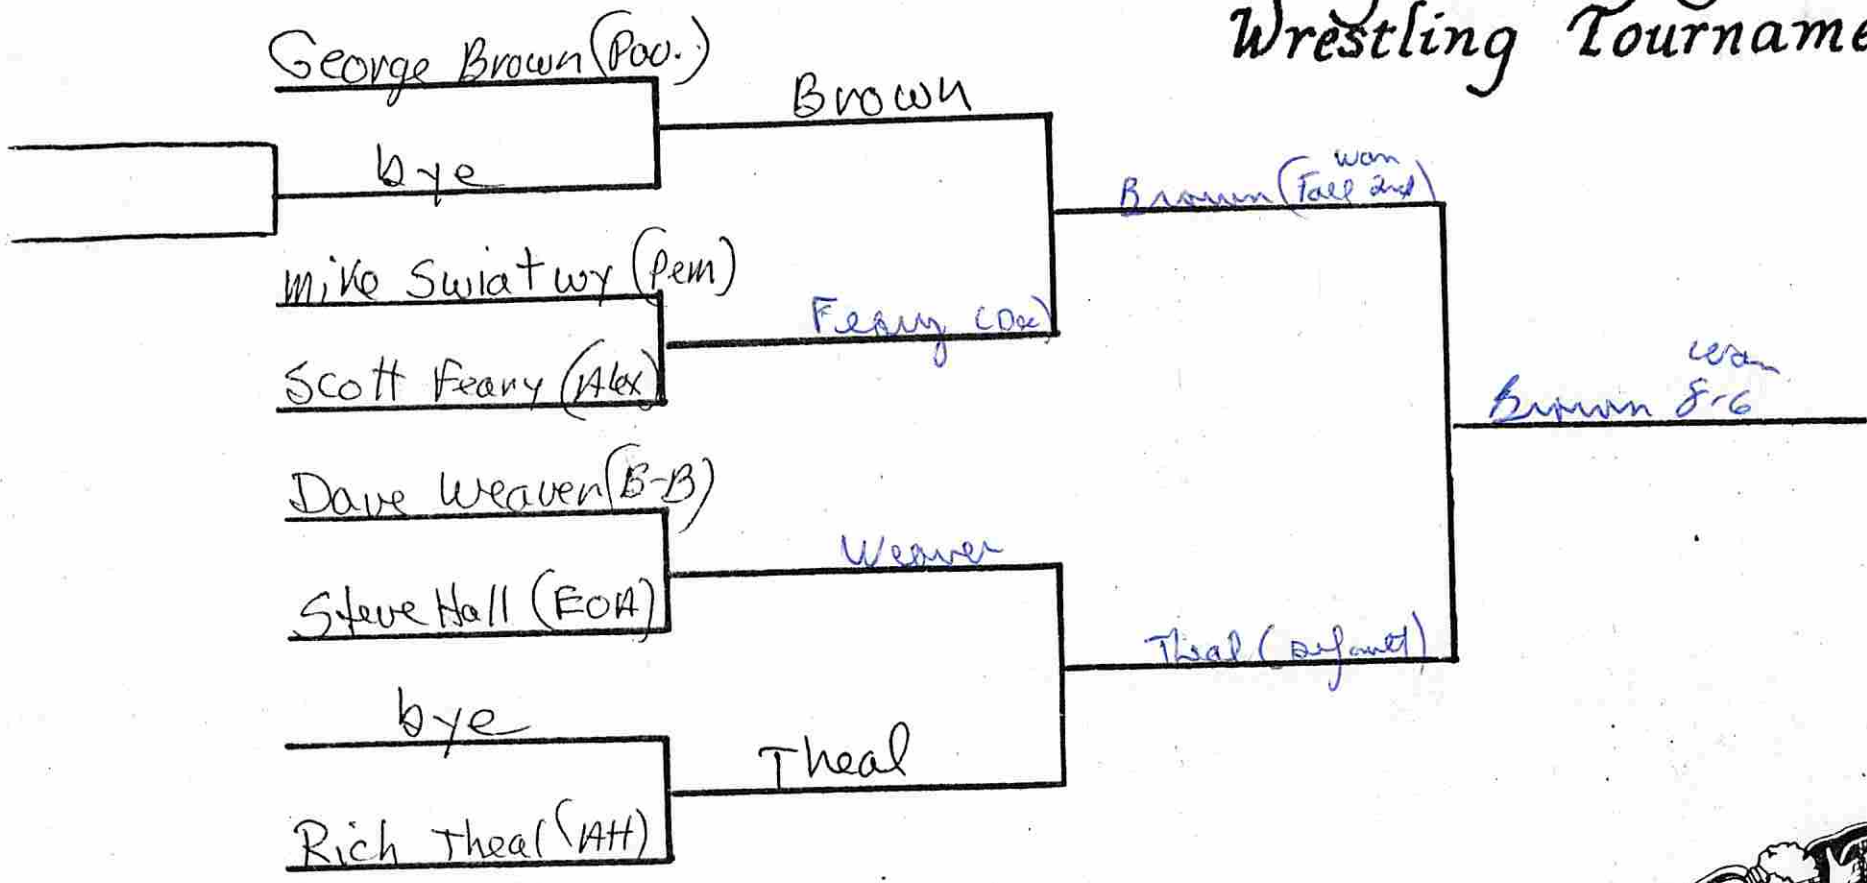 Wrestling Tourname
George Brown (Pav.)
Brown
bye
won
Brown (Fall 2nd)
Mike Swiatwy (Pem)
Feary (Dec)
Scott Feary (Alex)
won
Brown 8-6
Dave Weaver (B-B)
Weaver
Steve Hall (EOA)
Theal (Default)
bye
Theal
Rich Theal (AH)